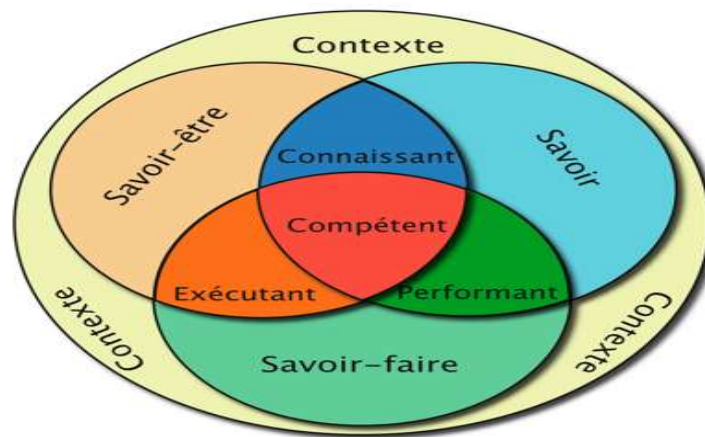 Contexte
Savoir-être
Savoir
Connaissant
Compétent
Exécutant
Performant
Contexte
Contexte
Savoir-faire